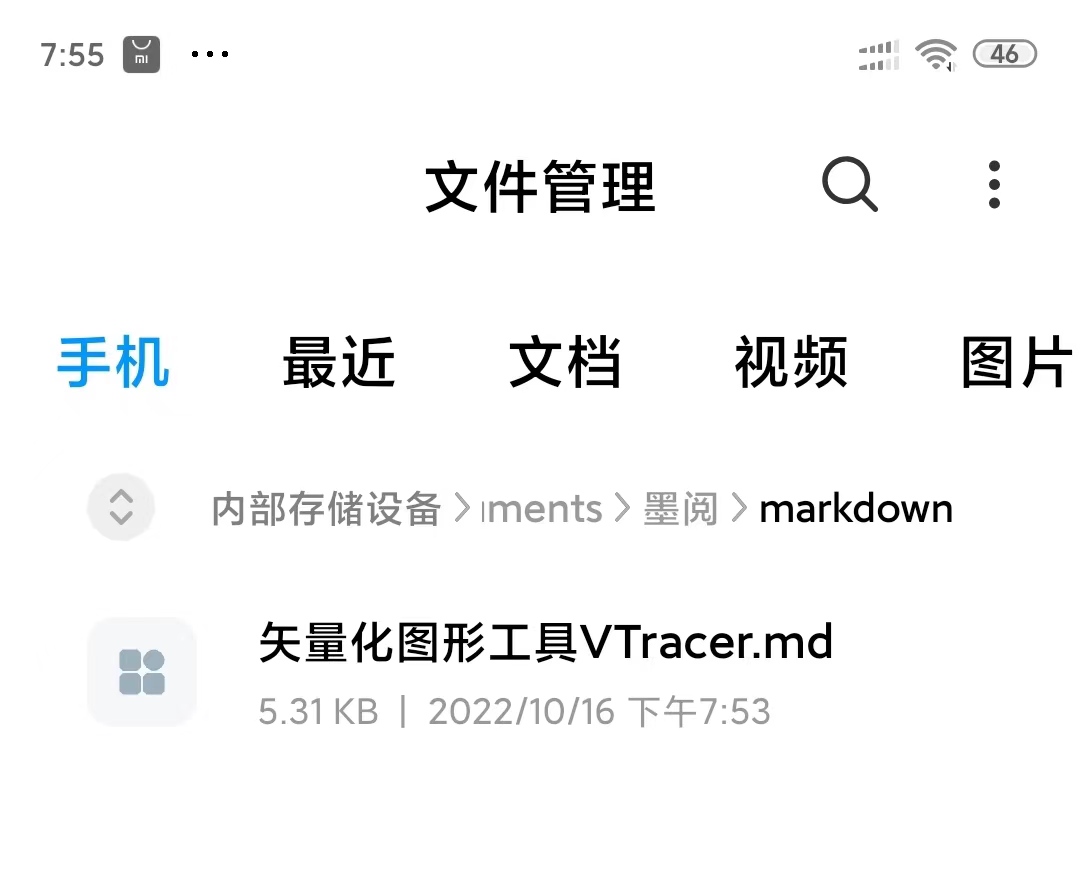 7:55 mi ... 46
文件管理
手机 最近 文档 视频 图片
内部存储设备 > uments > 墨阅 > markdown
矢量化图形工具VTracer.md
5.31 KB | 2022/10/16 下午7:53